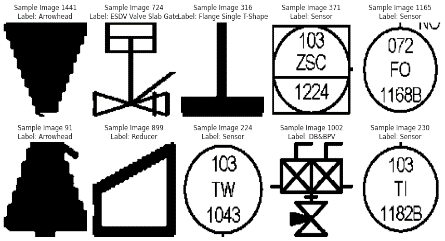 Sample Image 1441
Label: Arrowhead
Sample Image 724
Label: ESDV Valve Slab Gate
Sample Image 316
Label: Flange Single T-Shape
Sample Image 371
Label: Sensor
103
ZSC
1224
Sample Image 1165
Label: Sensor
NO
072
FO
1168B
Sample Image 91
Label: Arrowhead
Sample Image 899
Label: Reducer
Sample Image 224
Label: Sensor
103
TW
1043
Sample Image 1002
Label: DB&BPV
Sample Image 230
Label: Sensor
103
TI
1182B